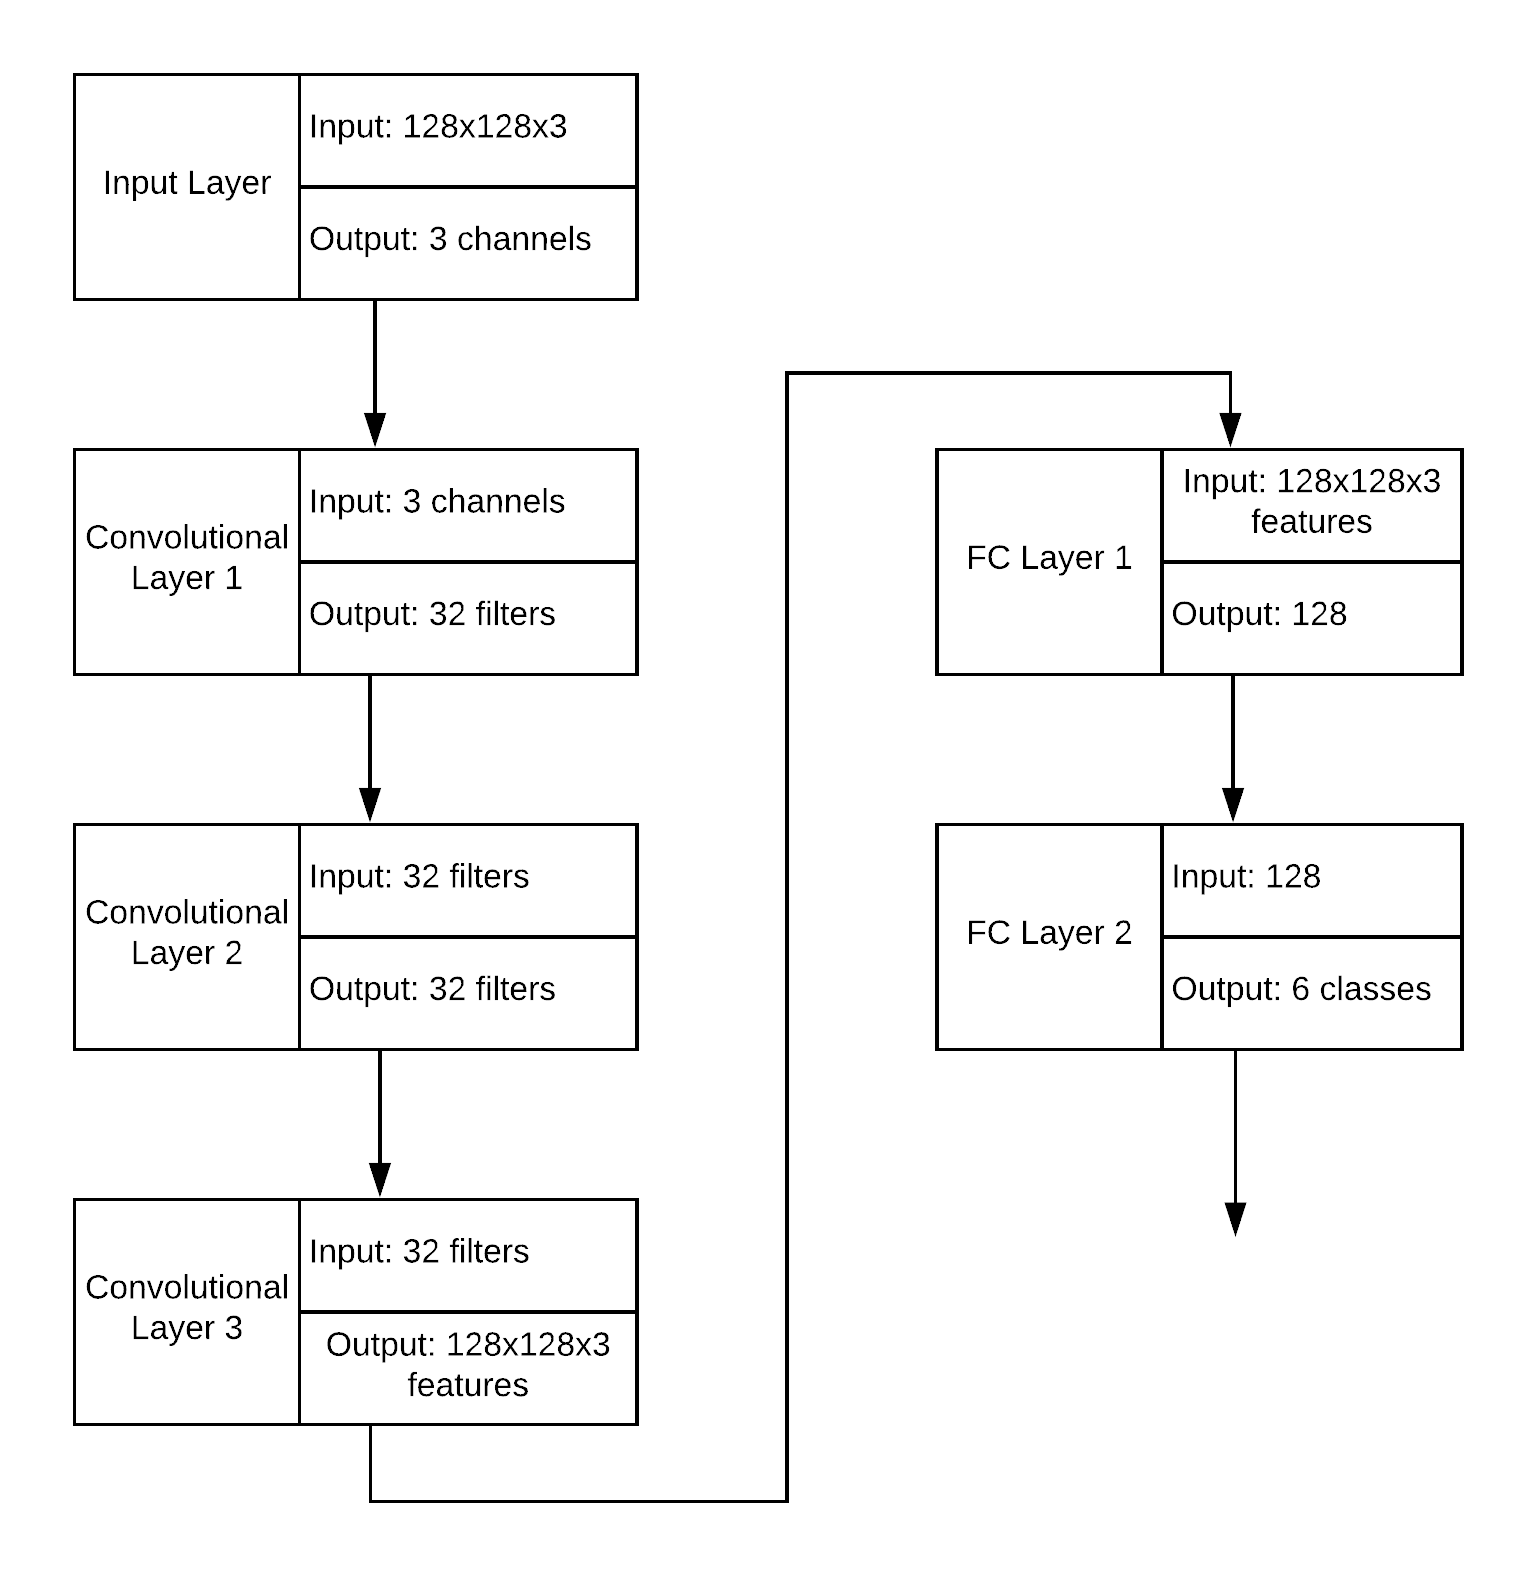 Input Layer
Input: 128x128x3
Output: 3 channels
Convolutional
Layer 1
Input: 3 channels
Output: 32 filters
Convolutional
Layer 2
Input: 32 filters
Output: 32 filters
Convolutional
Layer 3
Input: 32 filters
Output: 128x128x3
features
FC Layer 1
Input: 128x128x3
features
Output: 128
FC Layer 2
Input: 128
Output: 6 classes